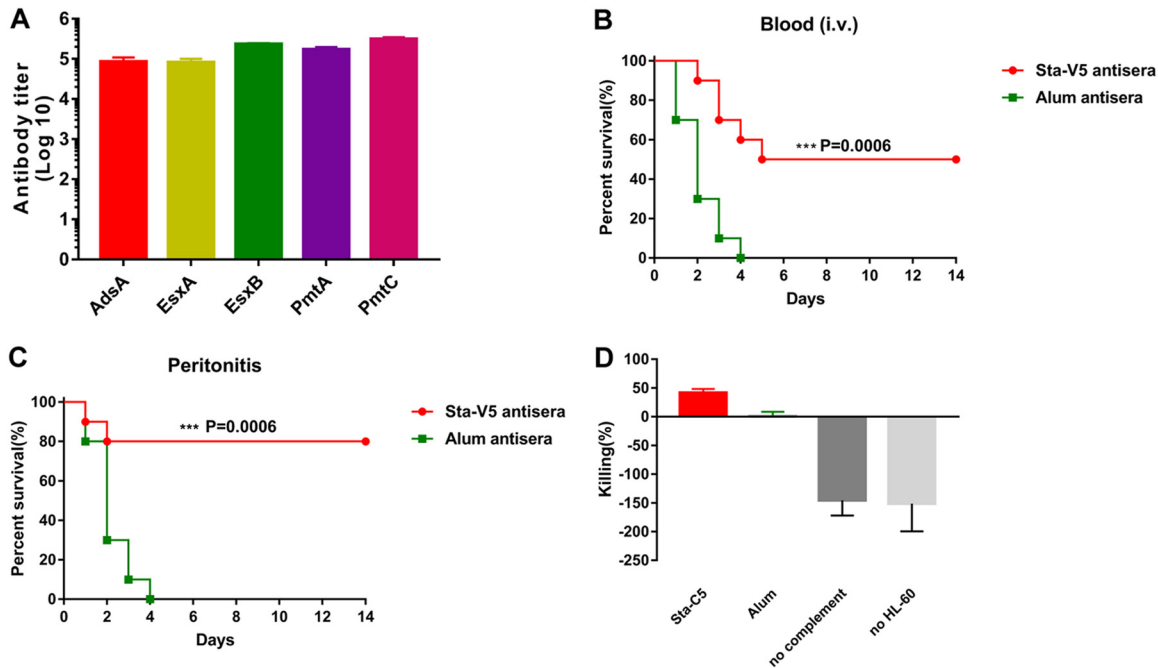 A
Antibody titer
(Log 10)
6
5
4
3
2
1
0
AdsA
EsxA
EsxB
PmtA
PmtC
B
Blood (i.v.)
Percent survival(%)
100
80
60
40
20
0
0 2 4 6 8 10 12 14
Days
*** P=0.0006
Sta-V5 antisera
Alum antisera
C
Peritonitis
Percent survival(%)
100
80
60
40
20
0
0 2 4 6 8 10 12 14
Days
*** P=0.0006
Sta-V5 antisera
Alum antisera
D
Killing(%)
100
50
0
-50
-100
-150
-200
-250
Sta-C5
Alum
no complement
no HL-60